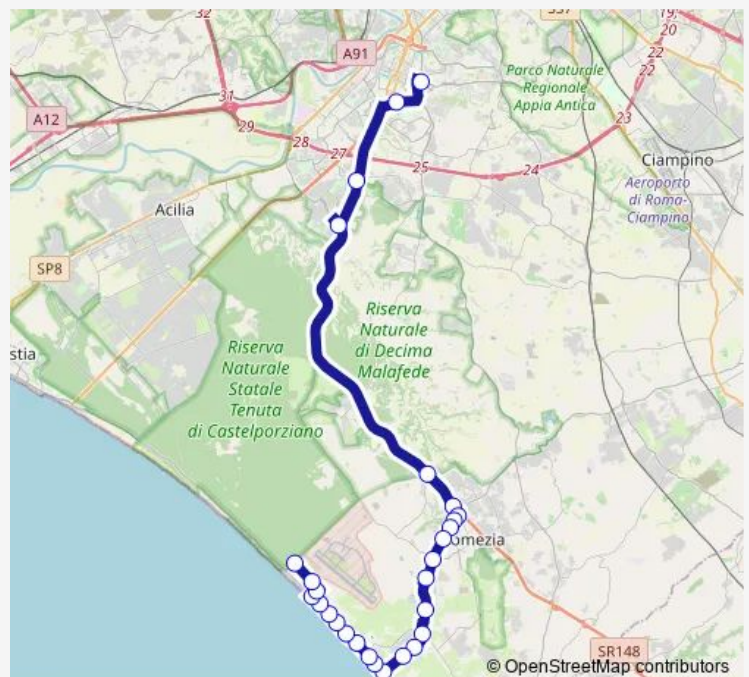 32
S37
19,
20
22
22
A91
Parco Naturale
Regionale
Appia Antica
A12
31
29
28
27
25
24
23
Ciampino
Aeroporto
di Roma-
Ciampino
Acilia
SP8
Riserva
Naturale
di Decima
Malafede
stia
Riserva
Naturale
Statale
Tenuta
di Castelporziano
omezia
SR148
© OpenStreetMap contributors